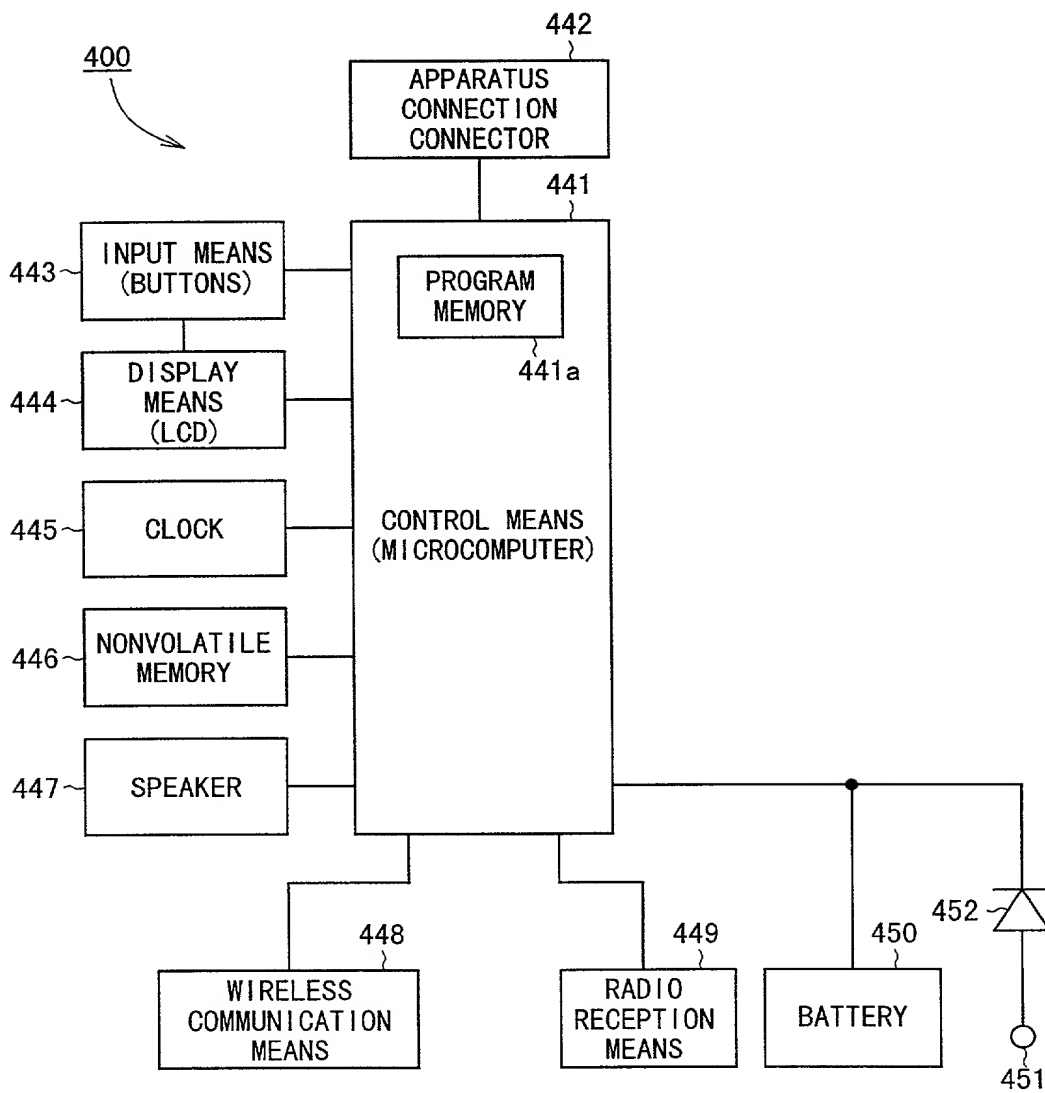 400
442
APPARATUS
CONNECTION
CONNECTOR
441
443
INPUT MEANS
(BUTTONS)
PROGRAM
MEMORY
441a
444
DISPLAY
MEANS
(LCD)
445
CLOCK
CONTROL MEANS
(MICROCOMPUTER)
446
NONVOLATILE
MEMORY
447
SPEAKER
448
WIRELESS
COMMUNICATION
MEANS
449
RADIO
RECEPTION
MEANS
450
BATTERY
452
451